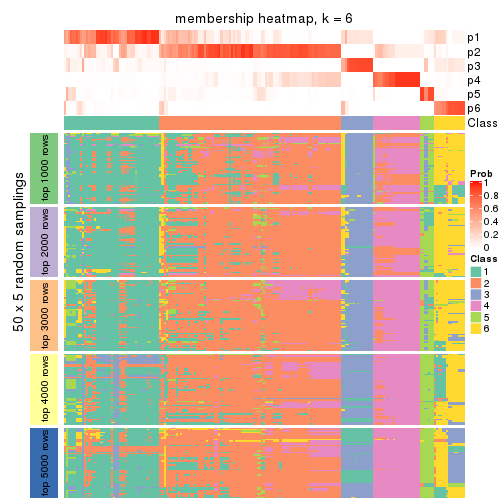 membership heatmap, k = 6
p1
p2
p3
p4
p5
p6
Class
50 x 5 random samplings
top 1000 rows
top 2000 rows
top 3000 rows
top 4000 rows
top 5000 rows
Prob
1
0.8
0.6
0.4
0.2
0
Class
1
2
3
4
5
6